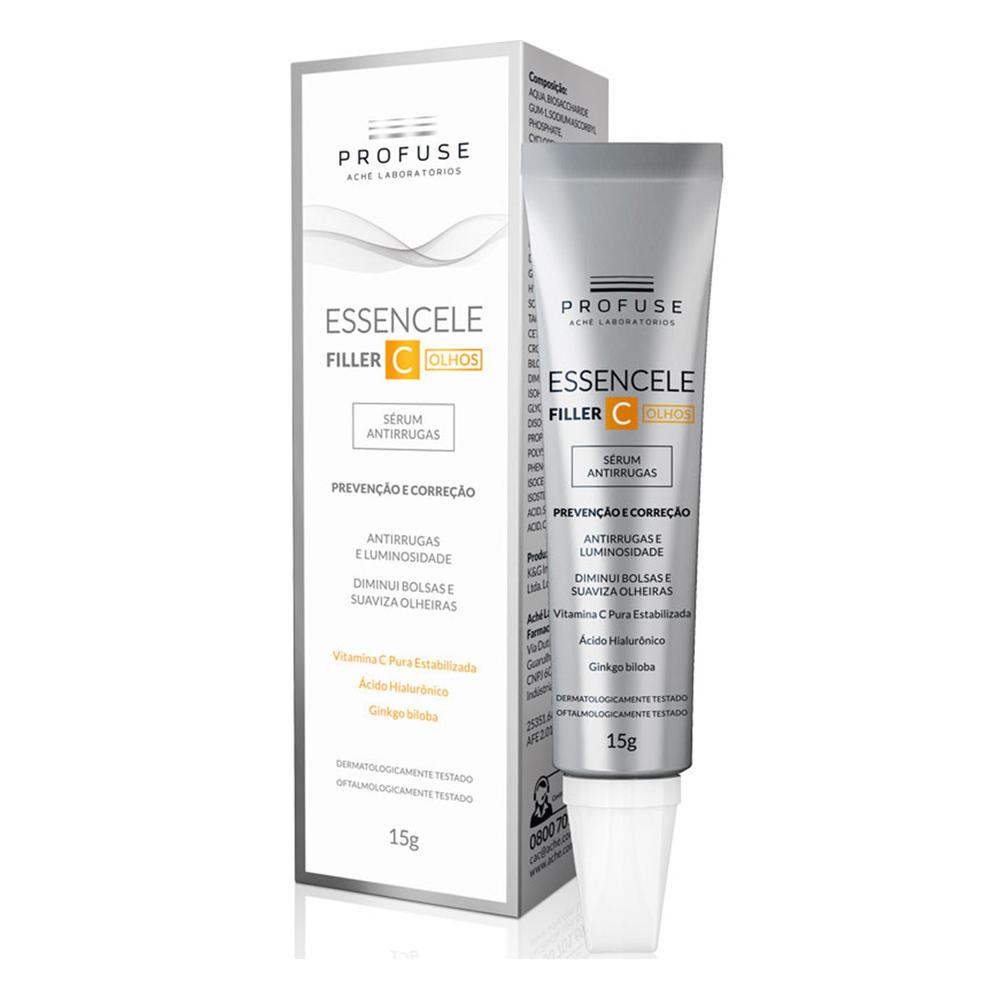 PROFUSE
ACHÉ LABORATÓRIOS
ESSENCELE
FILLER C OLHOS
SÉRUM
ANTIRRUGAS
PREVENÇÃO E CORREÇÃO
ANTIRRUGAS
E LUMINOSIDADE
DIMINUI BOLSAS E
SUAVIZA OLHEIRAS
Vitamina C Pura Estabilizada
Ácido Hialurônico
Ginkgo biloba
DERMATOLOGICAMENTE TESTADO
OFTALMOLOGICAMENTE TESTADO
15g
Composição:
AQUA, BIOSACCHARIDE
GUM-1, SODIUM ASCORBYL
PHOSPHATE,
Ltda.
Via
0800
PROFUSE
ACHÉ LABORATÓRIOS
ESSENCELE
FILLER C OLHOS
SÉRUM
ANTIRRUGAS
PREVENÇÃO E CORREÇÃO
ANTIRRUGAS E
LUMINOSIDADE
DIMINUI BOLSAS E
SUAVIZA OLHEIRAS
Vitamina C Pura Estabilizada
Ácido Hialurônico
Ginkgo biloba
DERMATOLOGICAMENTE TESTADO
OFTALMOLOGICAMENTE TESTADO
15g